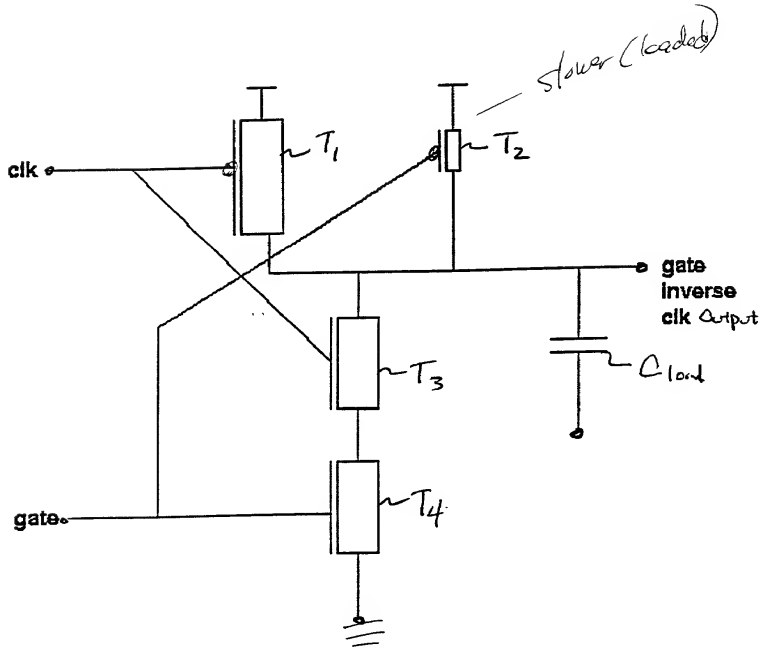 slower (loaded)
T1
T2
clk
gate
inverse
clk output
T3
Cload
gate
T4